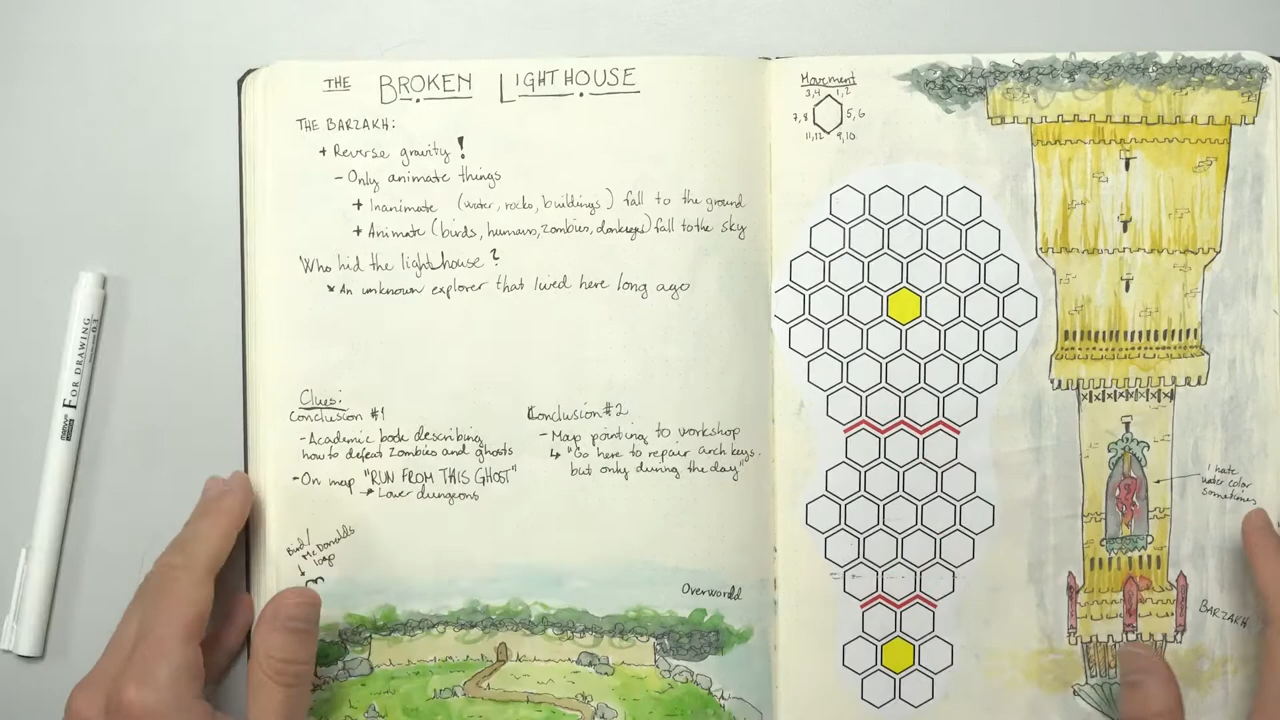 THE BROKEN LIGHTHOUSE
THE BARZAKH:
+ Reverse gravity!
- Only animate things
+ Inanimate (water, rocks, buildings) fall to the ground
+ Animate (birds, humans, zombies, donkeys) fall to the sky
Who hid the lighthouse?
* An unknown explorer that lived here long ago
Clues:
Conclusion #1
- Academic book describing
how to defeat zombies and ghosts
- On map "RUN FROM THIS GHOST"
→ Lower dungeons
Conclusion #2
- Map pointing to workshop
↳ "Go here to repair arch keys.
but only during the day"
Bird/
McDonalds
logo
Overworld
Movement
3,4 1,2
7,8 5,6
11,12 9,10
I hate
water color
sometimes
BARZAKH
FOR DRAWING
0.3